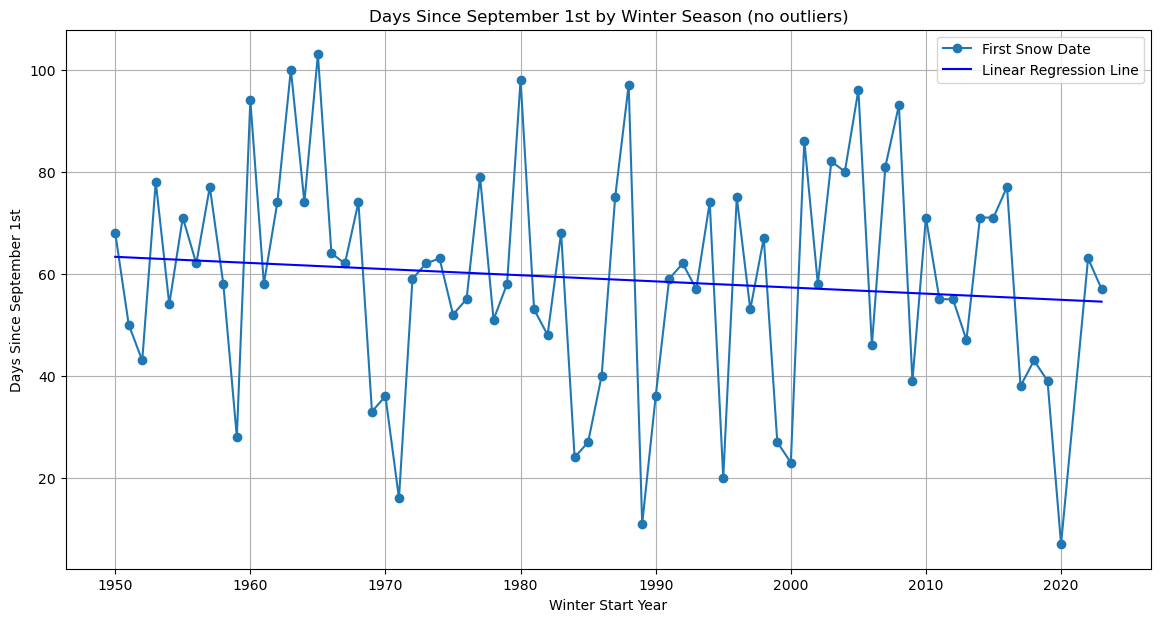 Days Since September 1st by Winter Season (no outliers)
First Snow Date
Linear Regression Line
Days Since September 1st
100
80
60
40
20
1950 1960 1970 1980 1990 2000 2010 2020
Winter Start Year